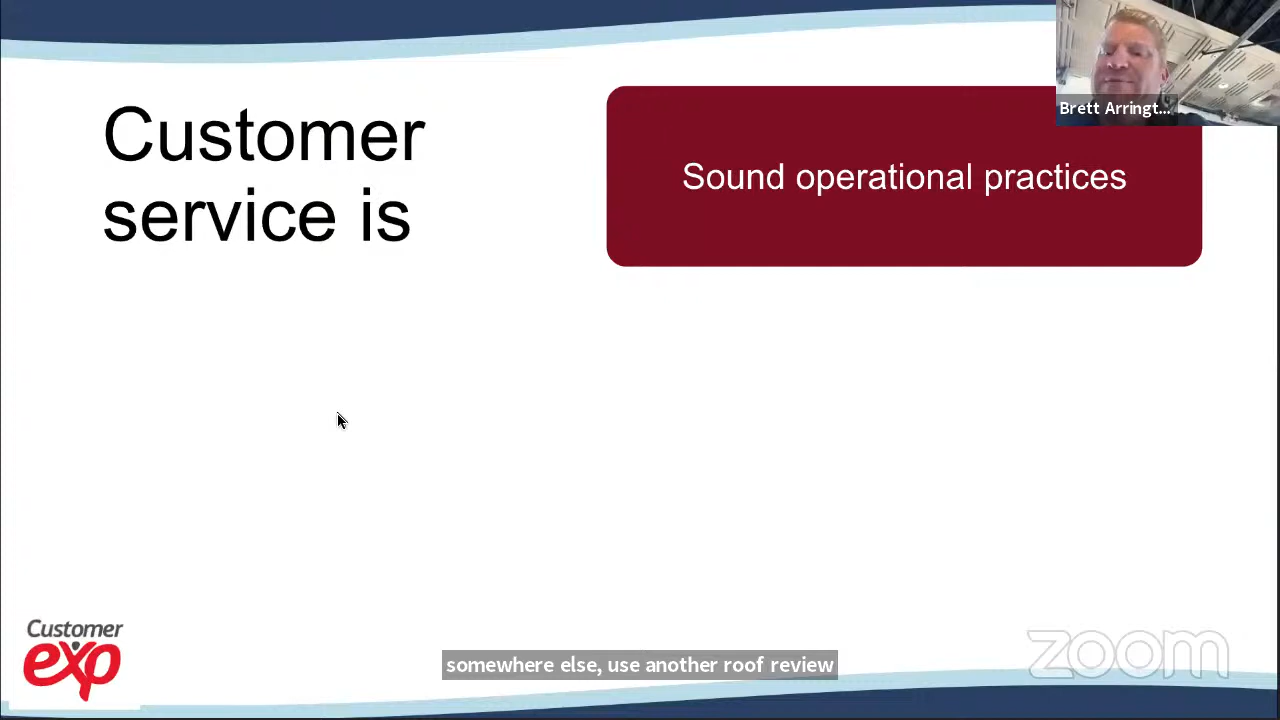 Customer
service is
Sound operational practices
Brett Arringt...
Customer
exp
somewhere else, use another roof review
zoom